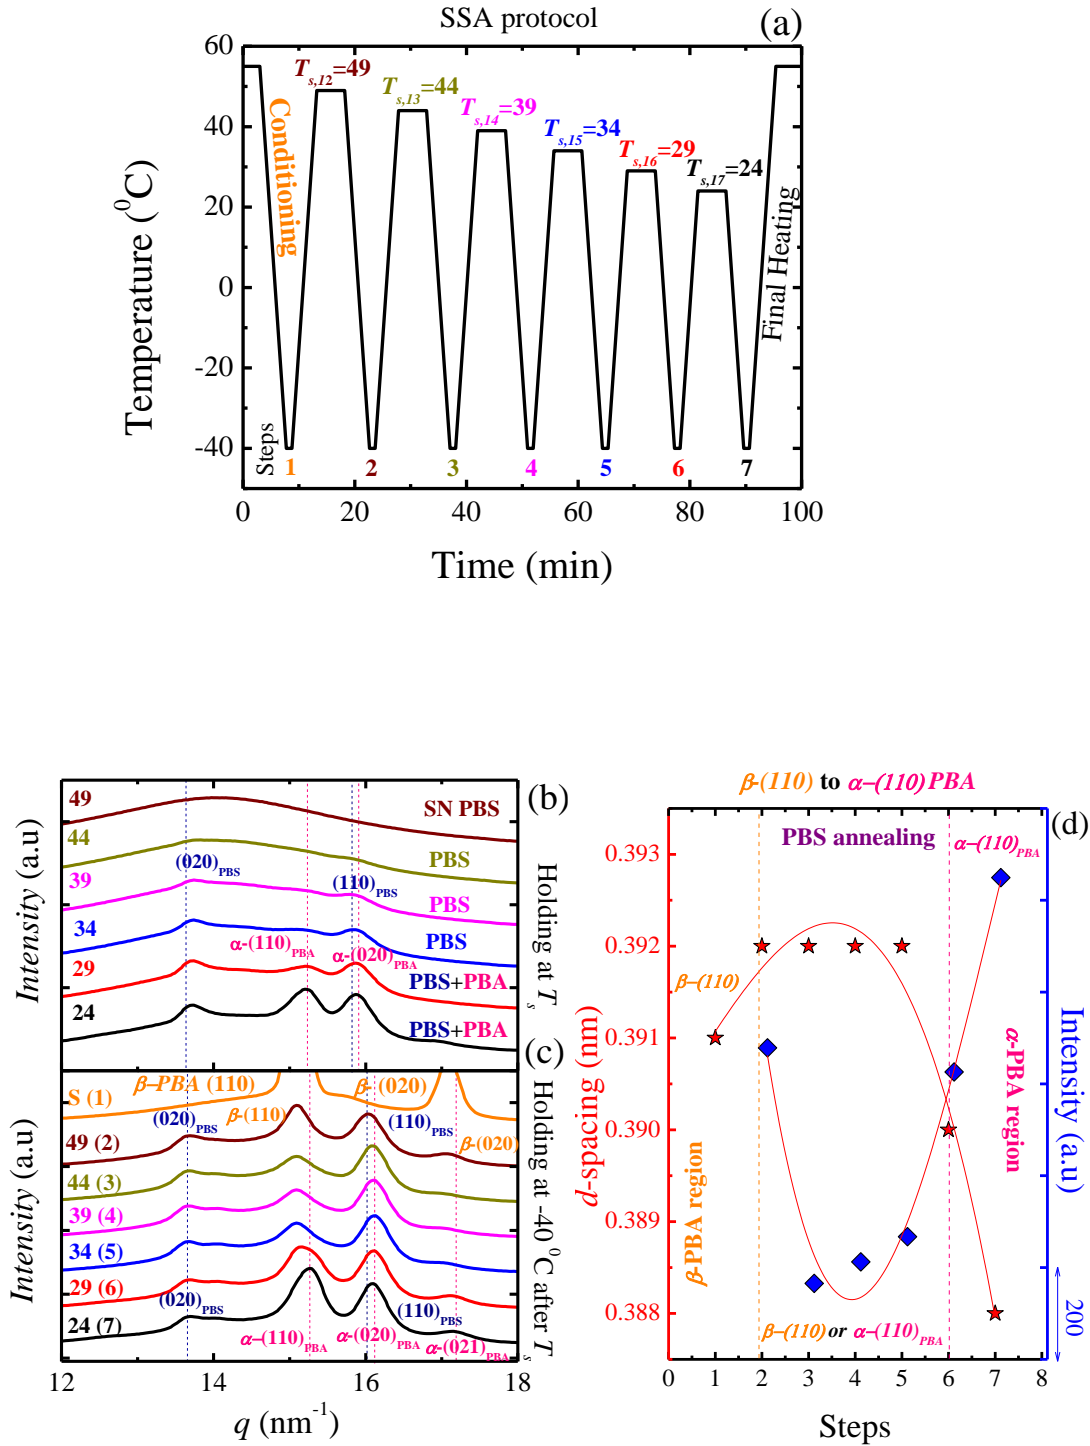 SSA protocol
(a)
Temperature (⁰C)
60
40
20
0
-20
-40
T s,12=49
T s,13=44
T s,14=39
T s,15=34
T s,16=29
T s,17=24
Conditioning
Final Heating
Steps
1 2 3 4 5 6 7
0 20 40 60 80 100
Time (min)
(b)
Intensity (a.u)
49
SN PBS
44
PBS
(020)PBS
39
(110)PBS
PBS
34
PBS
α-(110)PBA
α-(020)PBA
29
PBS+PBA
24
PBS+PBA
Holding at T s
(c)
Intensity (a.u)
S (1)
β–PBA (110)
β- (020)
β-(110)
(020)PBS
(110)PBS
β-(020)
49 (2)
44 (3)
39 (4)
34 (5)
29 (6)
24 (7)
(020)PBS
(110)PBS
α–(110)PBA
α-(020)PBA
α-(021)PBA
Holding at -40 ⁰C after T s
12 14 16 18
q (nm⁻¹)
β-(110) to α–(110)PBA
(d)
PBS annealing
α–(110)PBA
β–(110)
β-PBA region
α-PBA region
β–(110) or α–(110)PBA
d-spacing (nm)
0.393
0.392
0.391
0.390
0.389
0.388
Intensity (a.u)
200
0 1 2 3 4 5 6 7 8
Steps